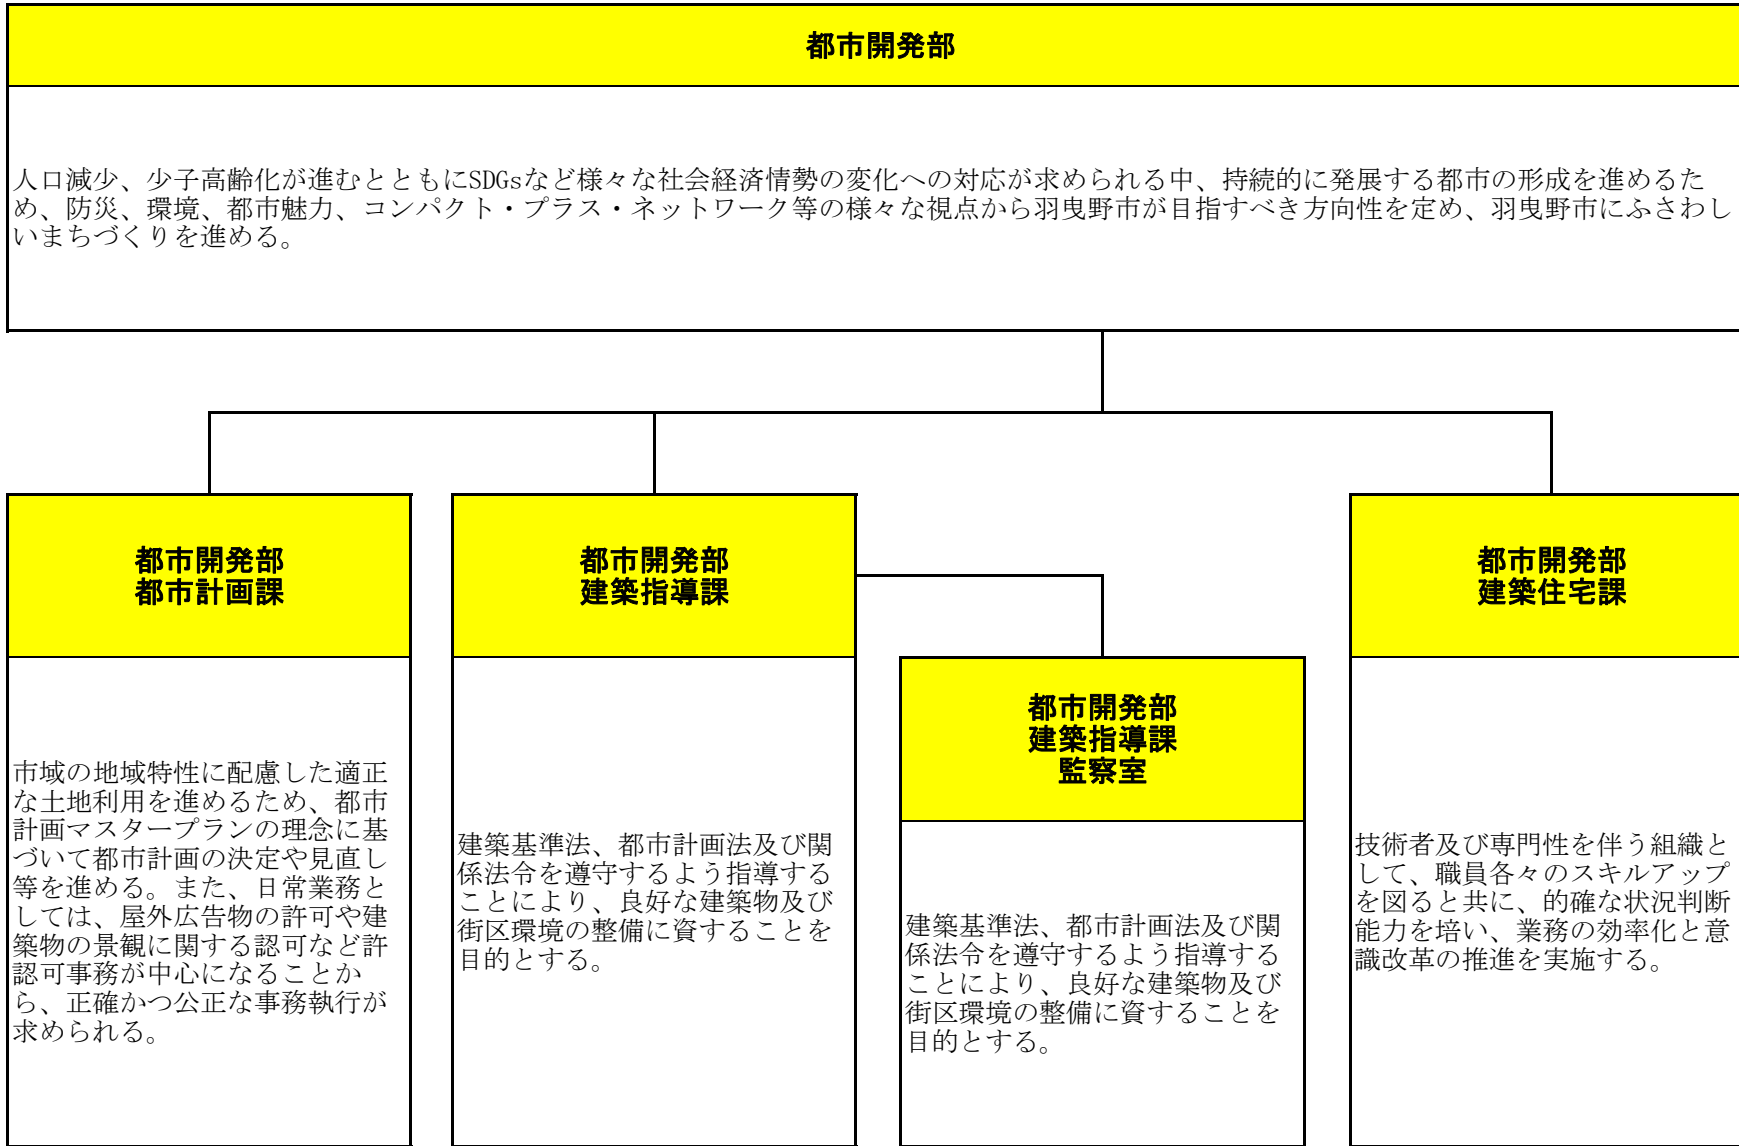 都市開発部
人口減少、少子高齢化が進むとともにSDGsなど様々な社会経済情勢の変化への対応が求められる中、持続的に発展する都市の形成を進めるた
め、防災、環境、都市魅力、コンパクト・プラス・ネットワーク等の様々な視点から羽曳野市が目指すべき方向性を定め、羽曳野市にふさわし
いまちづくりを進める。
都市開発部
都市計画課
市域の地域特性に配慮した適正
な土地利用を進めるため、都市
計画マスタープランの理念に基
づいて都市計画の決定や見直し
等を進める。また、日常業務と
しては、屋外広告物の許可や建
築物の景観に関する認可など許
認可事務が中心になることか
ら、正確かつ公正な事務執行が
求められる。
都市開発部
建築指導課
建築基準法、都市計画法及び関
係法令を遵守するよう指導する
ことにより、良好な建築物及び
街区環境の整備に資することを
目的とする。
都市開発部
建築指導課
監察室
建築基準法、都市計画法及び関
係法令を遵守するよう指導する
ことにより、良好な建築物及び
街区環境の整備に資することを
目的とする。
都市開発部
建築住宅課
技術者及び専門性を伴う組織と
して、職員各々のスキルアップ
を図ると共に、的確な状況判断
能力を培い、業務の効率化と意
識改革の推進を実施する。